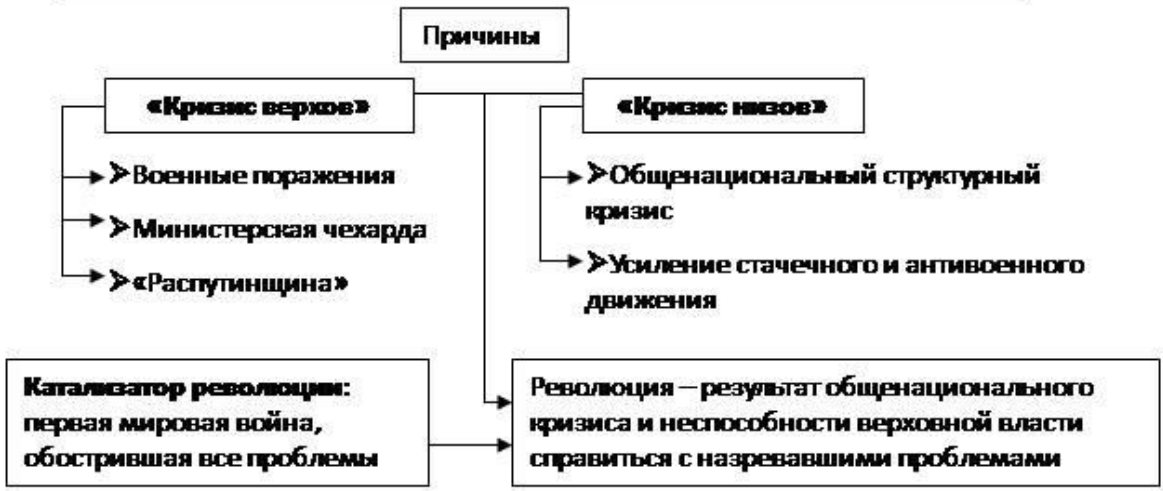 Причины
«Кризис верхов»
«Кризис низов»
➤Военные поражения
➤Министерская чехарда
➤«Распутинщина»
➤Общенациональный структурный
кризис
➤Усиление стачечного и антивоенного
движения
Катализатор революции:
первая мировая война,
обострившая все проблемы
Революция – результат общенационального
кризиса и неспособности верховной власти
справиться с назревавшими проблемами